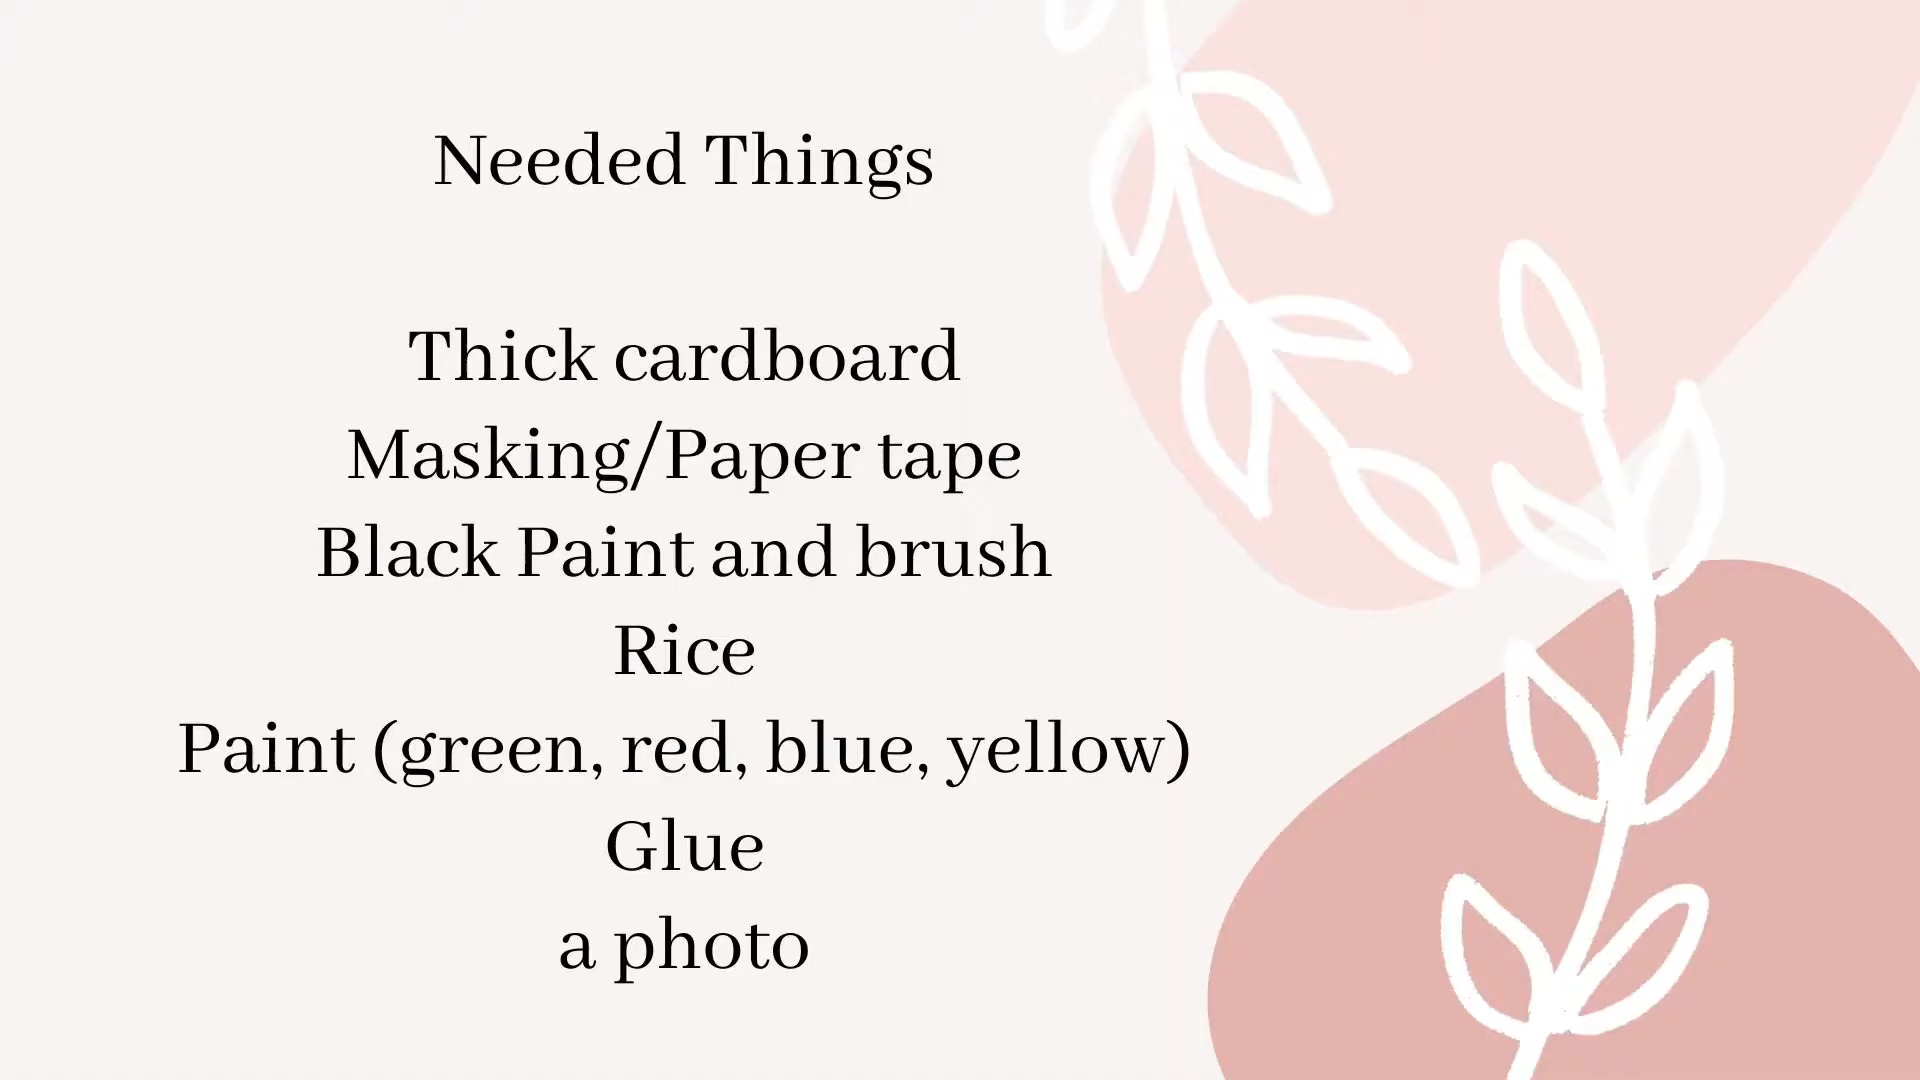 Needed Things
Thick cardboard
Masking/Paper tape
Black Paint and brush
Rice
Paint (green, red, blue, yellow)
Glue
a photo